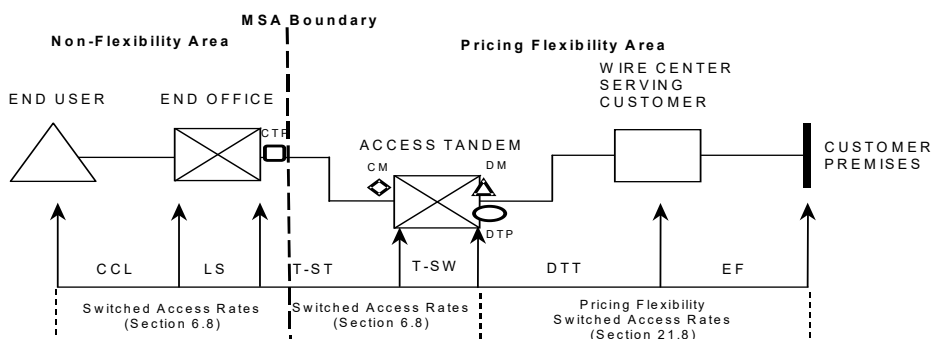 MSA Boundary
Non-Flexibility Area
Pricing Flexibility Area
WIRE CENTER
SERVING
CUSTOMER
END USER
END OFFICE
CTP
ACCESS TANDEM
CUSTOMER
PREMISES
CM
DM
DTP
CCL
LS
T-ST
T-SW
DTT
EF
Switched Access Rates
(Section 6.8)
Switched Access Rates
(Section 6.8)
Pricing Flexibility
Switched Access Rates
(Section 21.8)